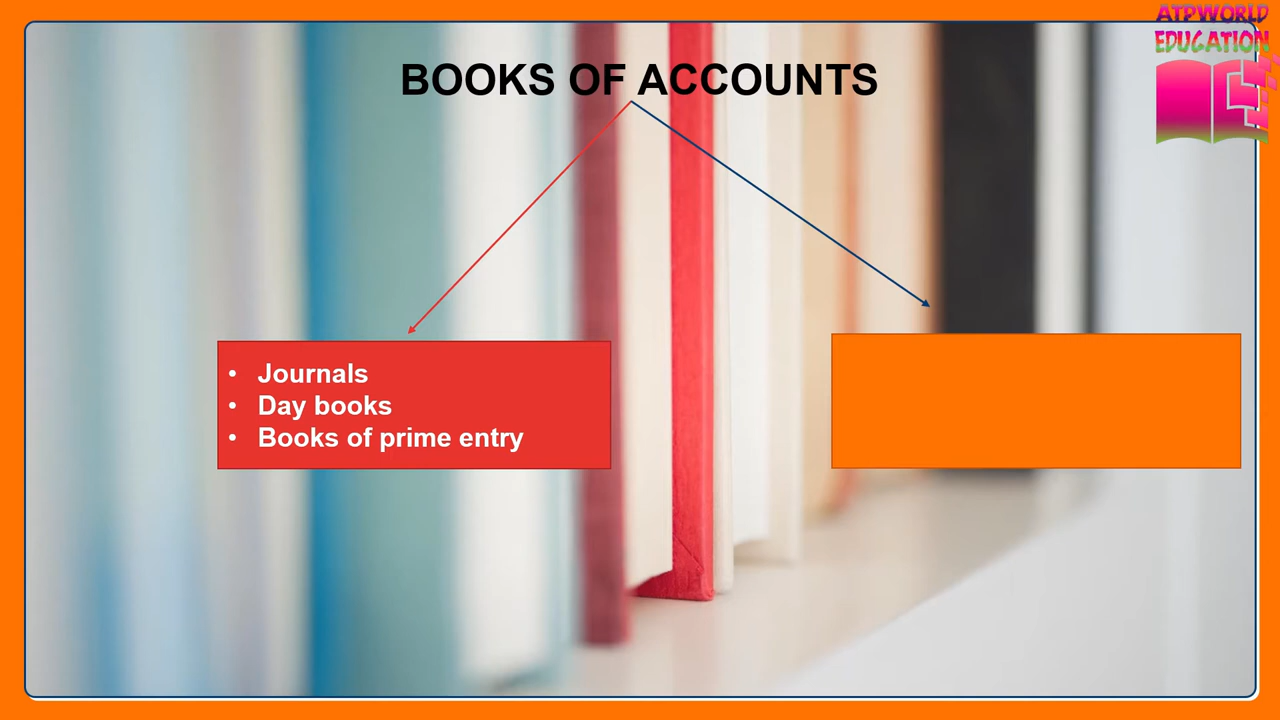 ATPWORLD
EDUCATION
BOOKS OF ACCOUNTS
• Journals
• Day books
• Books of prime entry